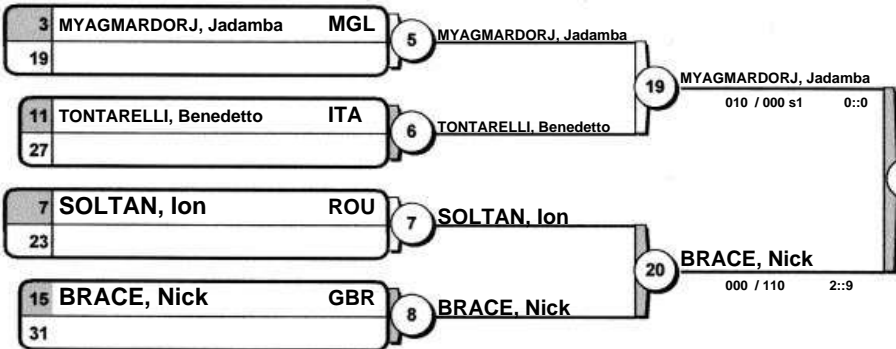 3 MYAGMARDORJ, Jadamba MGL
19
5 MYAGMARDORJ, Jadamba
11 TONTARELLI, Benedetto ITA
27
6 TONTARELLI, Benedetto
19 MYAGMARDORJ, Jadamba
010 / 000 s1 0::0
7 SOLTAN, Ion ROU
23
7 SOLTAN, Ion
15 BRACE, Nick GBR
31
8 BRACE, Nick
20 BRACE, Nick
000 / 110 2::9